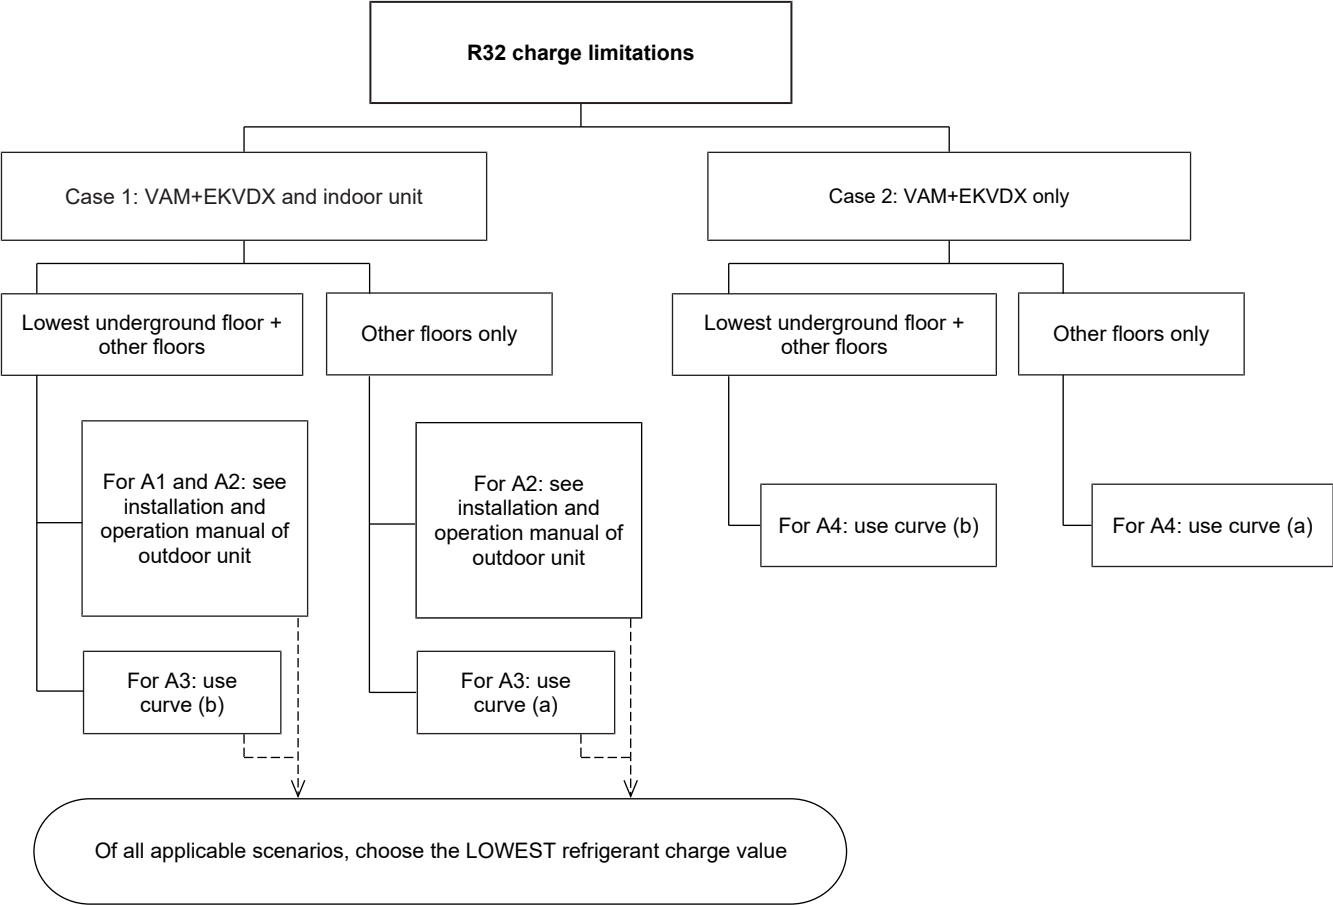 R32 charge limitations
Case 1: VAM+EKVDX and indoor unit
Case 2: VAM+EKVDX only
Lowest underground floor +
other floors
Other floors only
Lowest underground floor +
other floors
Other floors only
For A1 and A2: see
installation and
operation manual of
outdoor unit
For A2: see
installation and
operation manual of
outdoor unit
For A4: use curve (b)
For A4: use curve (a)
For A3: use
curve (b)
For A3: use
curve (a)
Of all applicable scenarios, choose the LOWEST refrigerant charge value